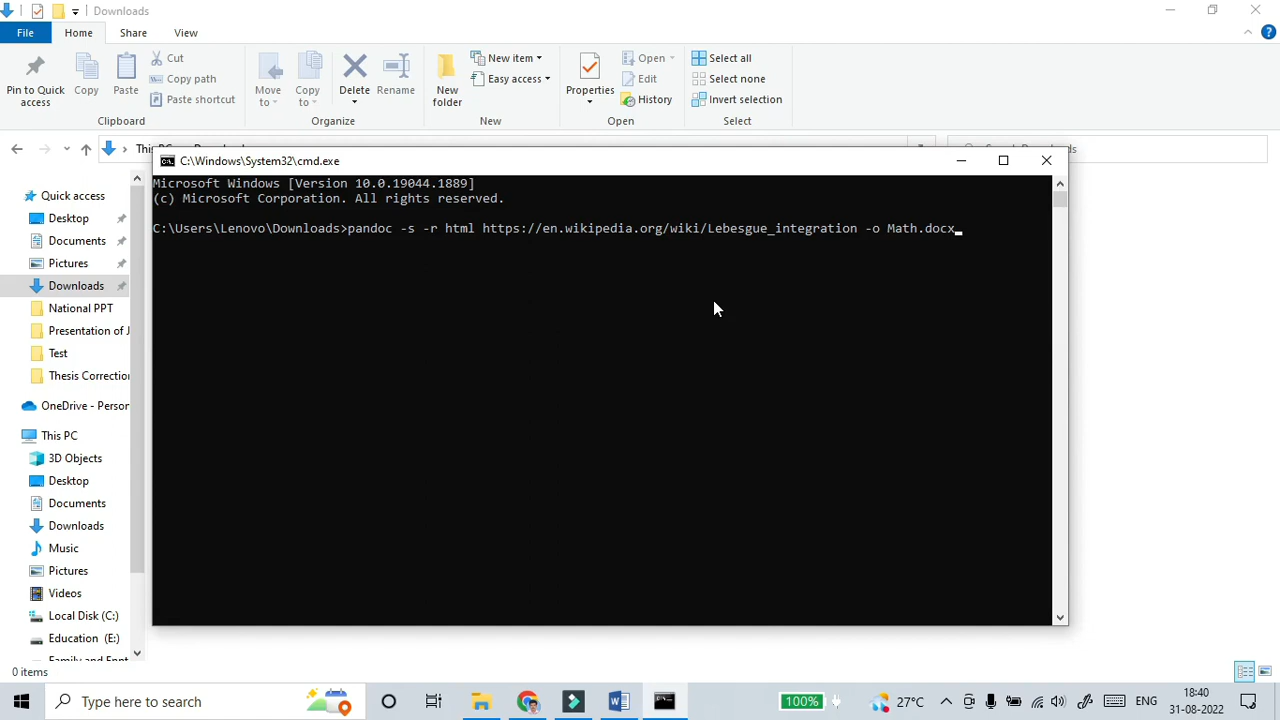 Downloads
File Home Share View
Pin to Quick access
Copy
Paste
Cut
Copy path
Paste shortcut
Clipboard
Move to
Copy to
Delete
Rename
Organize
New folder
New item
Easy access
New
Properties
Open
Edit
History
Open
Select all
Select none
Invert selection
Select
C:\Windows\System32\cmd.exe
Microsoft Windows [Version 10.0.19044.1889]
(c) Microsoft Corporation. All rights reserved.
C:\Users\Lenovo\Downloads>pandoc -s -r html https://en.wikipedia.org/wiki/Lebesgue_integration -o Math.docx
Quick access
Desktop
Documents
Pictures
Downloads
National PPT
Presentation of J
Test
Thesis Correctio
OneDrive - Person
This PC
3D Objects
Desktop
Documents
Downloads
Music
Pictures
Videos
Local Disk (C:)
Education (E:)
0 items
Type here to search
100%
27°C
ENG
18:40
31-08-2022